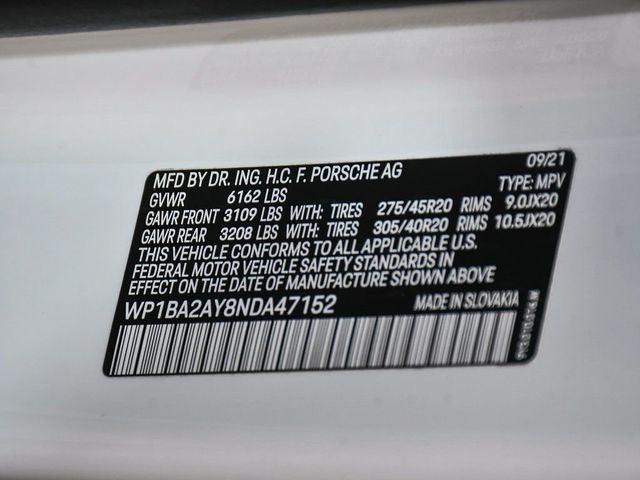 09/21
MFD BY DR. ING. H.C. F. PORSCHE AG
GVWR 6162 LBS TYPE: MPV
GAWR FRONT 3109 LBS WITH: TIRES 275/45R20 RIMS 9.0JX20
GAWR REAR 3208 LBS WITH: TIRES 305/40R20 RIMS 10.5JX20
THIS VEHICLE CONFORMS TO ALL APPLICABLE U.S.
FEDERAL MOTOR VEHICLE SAFETY STANDARDS IN
EFFECT ON THE DATE OF MANUFACTURE SHOWN ABOVE
WP1BA2AY8NDA47152 MADE IN SLOVAKIA